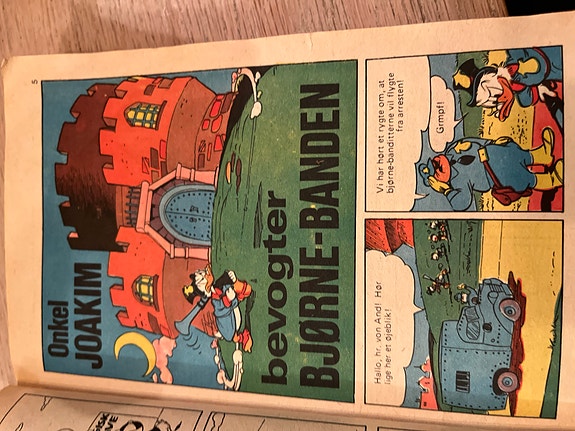 5
Onkel
JOAKIM
bevogter
BJØRNE-BANDEN
Hallo, hr. von And! Hør
lige her et øjeblik!
Vi har hørt et rygte om, at
bjørne-banditterne vil flygte
fra arresten!
Grmpf!